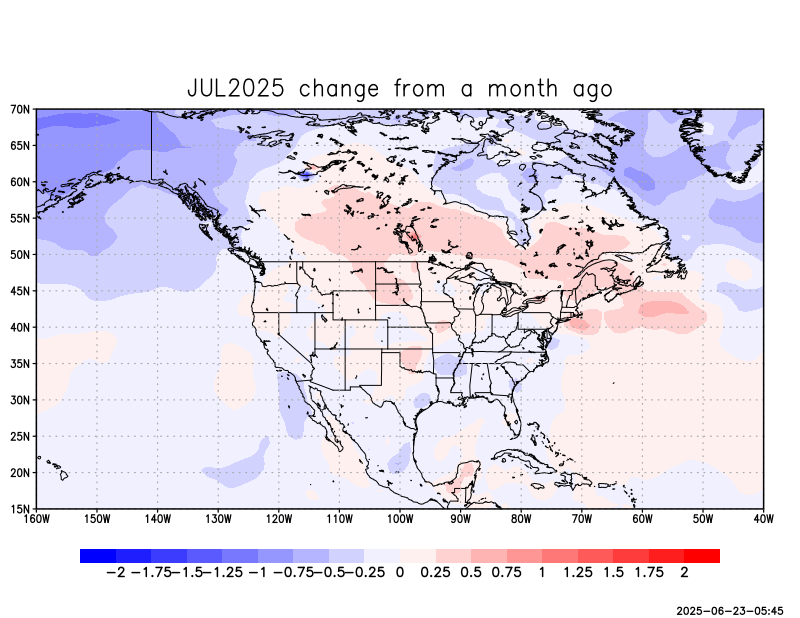 JUL2025 change from a month ago
70N
65N
60N
55N
50N
45N
40N
35N
30N
25N
20N
15N
160W 150W 140W 130W 120W 110W 100W 90W 80W 70W 60W 50W 40W
-2 -1.75 -1.5 -1.25 -1 -0.75 -0.5 -0.25 0 0.25 0.5 0.75 1 1.25 1.5 1.75 2
2025-06-23-05:45